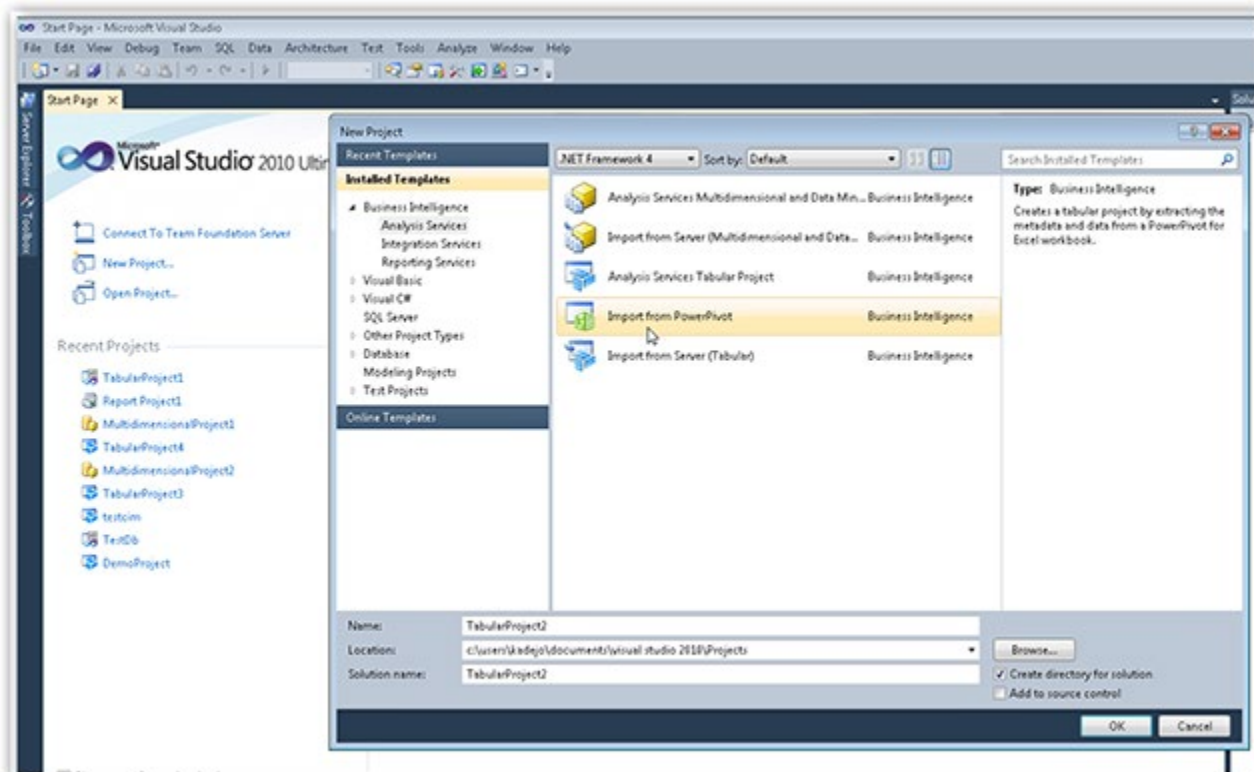 Start Page - Microsoft Visual Studio
File Edit View Debug Team SQL Data Architecture Test Tools Analyze Window Help
Start Page
Server Explorer
Toolbox
Microsoft
Visual Studio 2010
Connect To Team Foundation Server
New Project...
Open Project...
Recent Projects
TabularProject1
Report Project1
MultidimensionalProject1
TabularProject4
MultidimensionalProject2
TabularProject3
testcim
TestDb
DemoProject
New Project
Recent Templates
Installed Templates
Business Intelligence
Analysis Services
Integration Services
Reporting Services
Visual Basic
Visual C#
SQL Server
Other Project Types
Database
Modeling Projects
Test Projects
Online Templates
.NET Framework 4 Sort by: Default
Analysis Services Multidimensional and Data Min... Business Intelligence
Import from Server (Multidimensional and Data... Business Intelligence
Analysis Services Tabular Project Business Intelligence
Import from PowerPivot Business Intelligence
Import from Server (Tabular) Business Intelligence
Search Installed Templates
Type: Business Intelligence
Creates a tabular project by extracting the
metadata and data from a PowerPivot for
Excel workbook.
Name: TabularProject2
Location: c:\users\kadejo\documents\visual studio 2010\Projects
Browse...
Solution name: TabularProject2
Create directory for solution
Add to source control
OK Cancel